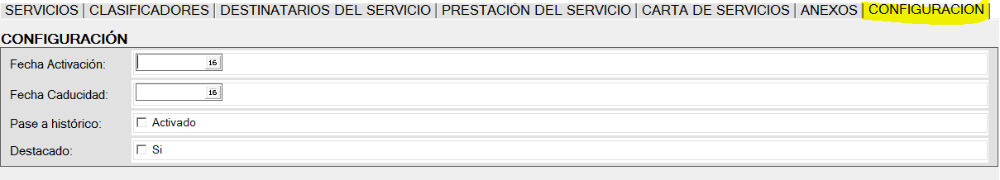 SERVICIOS | CLASIFICADORES | DESTINATARIOS DEL SERVICIO | PRESTACIÓN DEL SERVICIO | CARTA DE SERVICIOS | ANEXOS | CONFIGURACION |
CONFIGURACIÓN
Fecha Activación: 16
Fecha Caducidad: 16
Pase a histórico: Activado
Destacado: Si